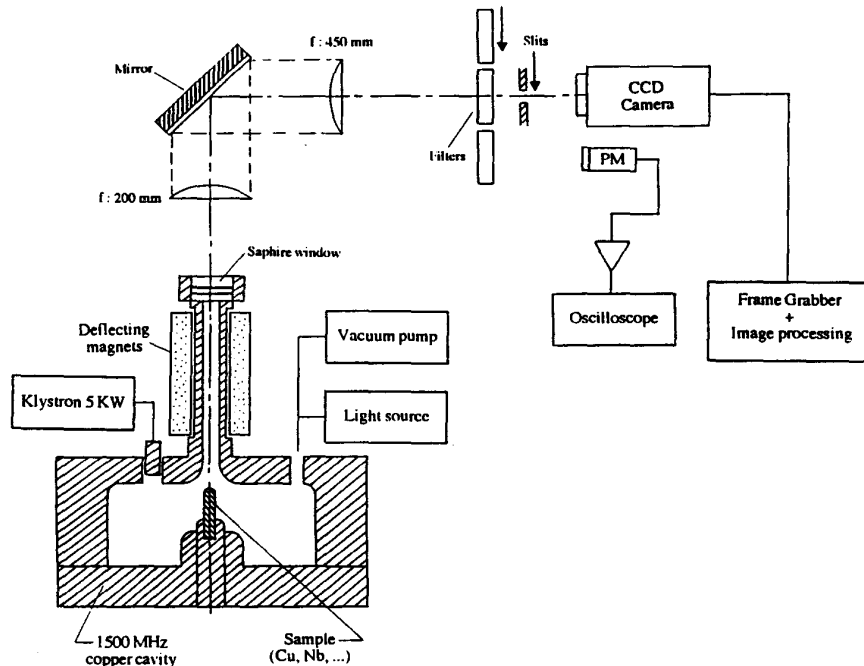 f : 450 mm
Slits
Mirror
CCD
Camera
Filters
PM
f : 200 mm
Saphire window
Deflecting
magnets
Vacuum pump
Oscilloscope
Frame Grabber
+
Image processing
Klystron 5 KW
Light source
1500 MHz
copper cavity
Sample
(Cu, Nb, ...)